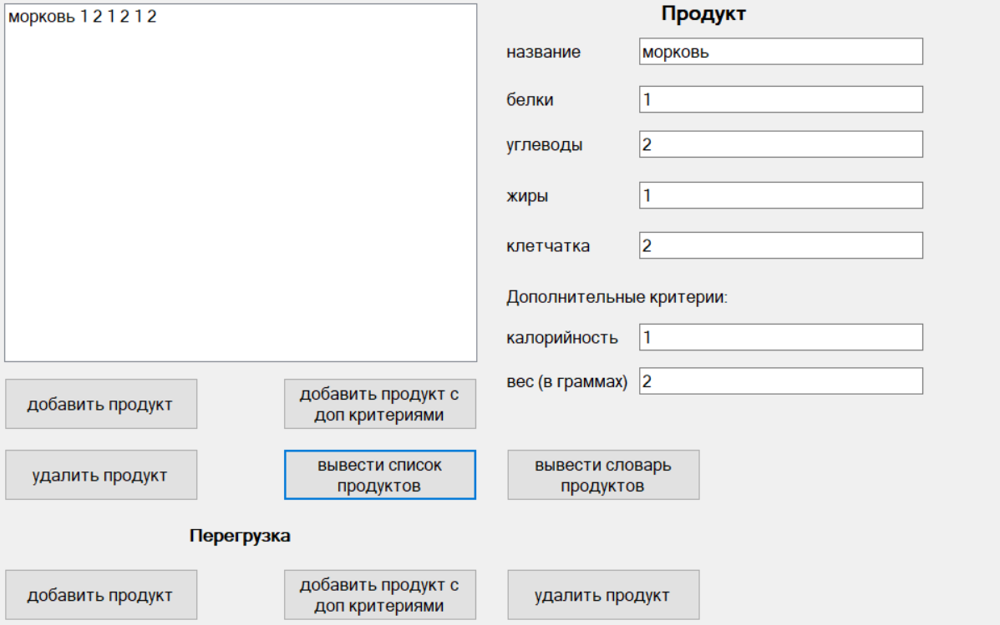 морковь 1 2 1 2 1 2
Продукт
название
морковь
белки
1
углеводы
2
жиры
1
клетчатка
2
Дополнительные критерии:
калорийность
1
вес (в граммах)
2
добавить продукт
добавить продукт с
доп критериями
удалить продукт
вывести список
продуктов
вывести словарь
продуктов
Перегрузка
добавить продукт
добавить продукт с
доп критериями
удалить продукт